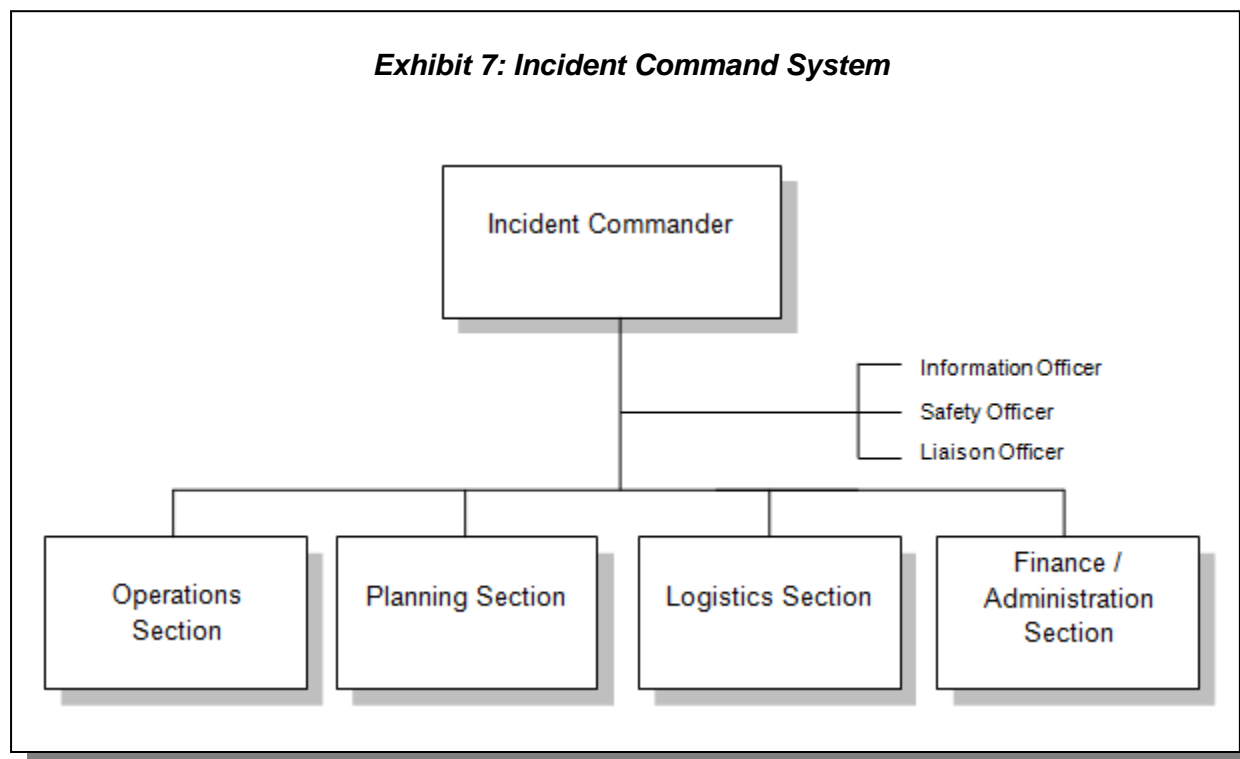 Exhibit 7: Incident Command System
Incident Commander
Information Officer
Safety Officer
Liaison Officer
Operations
Section
Planning Section
Logistics Section
Finance /
Administration
Section